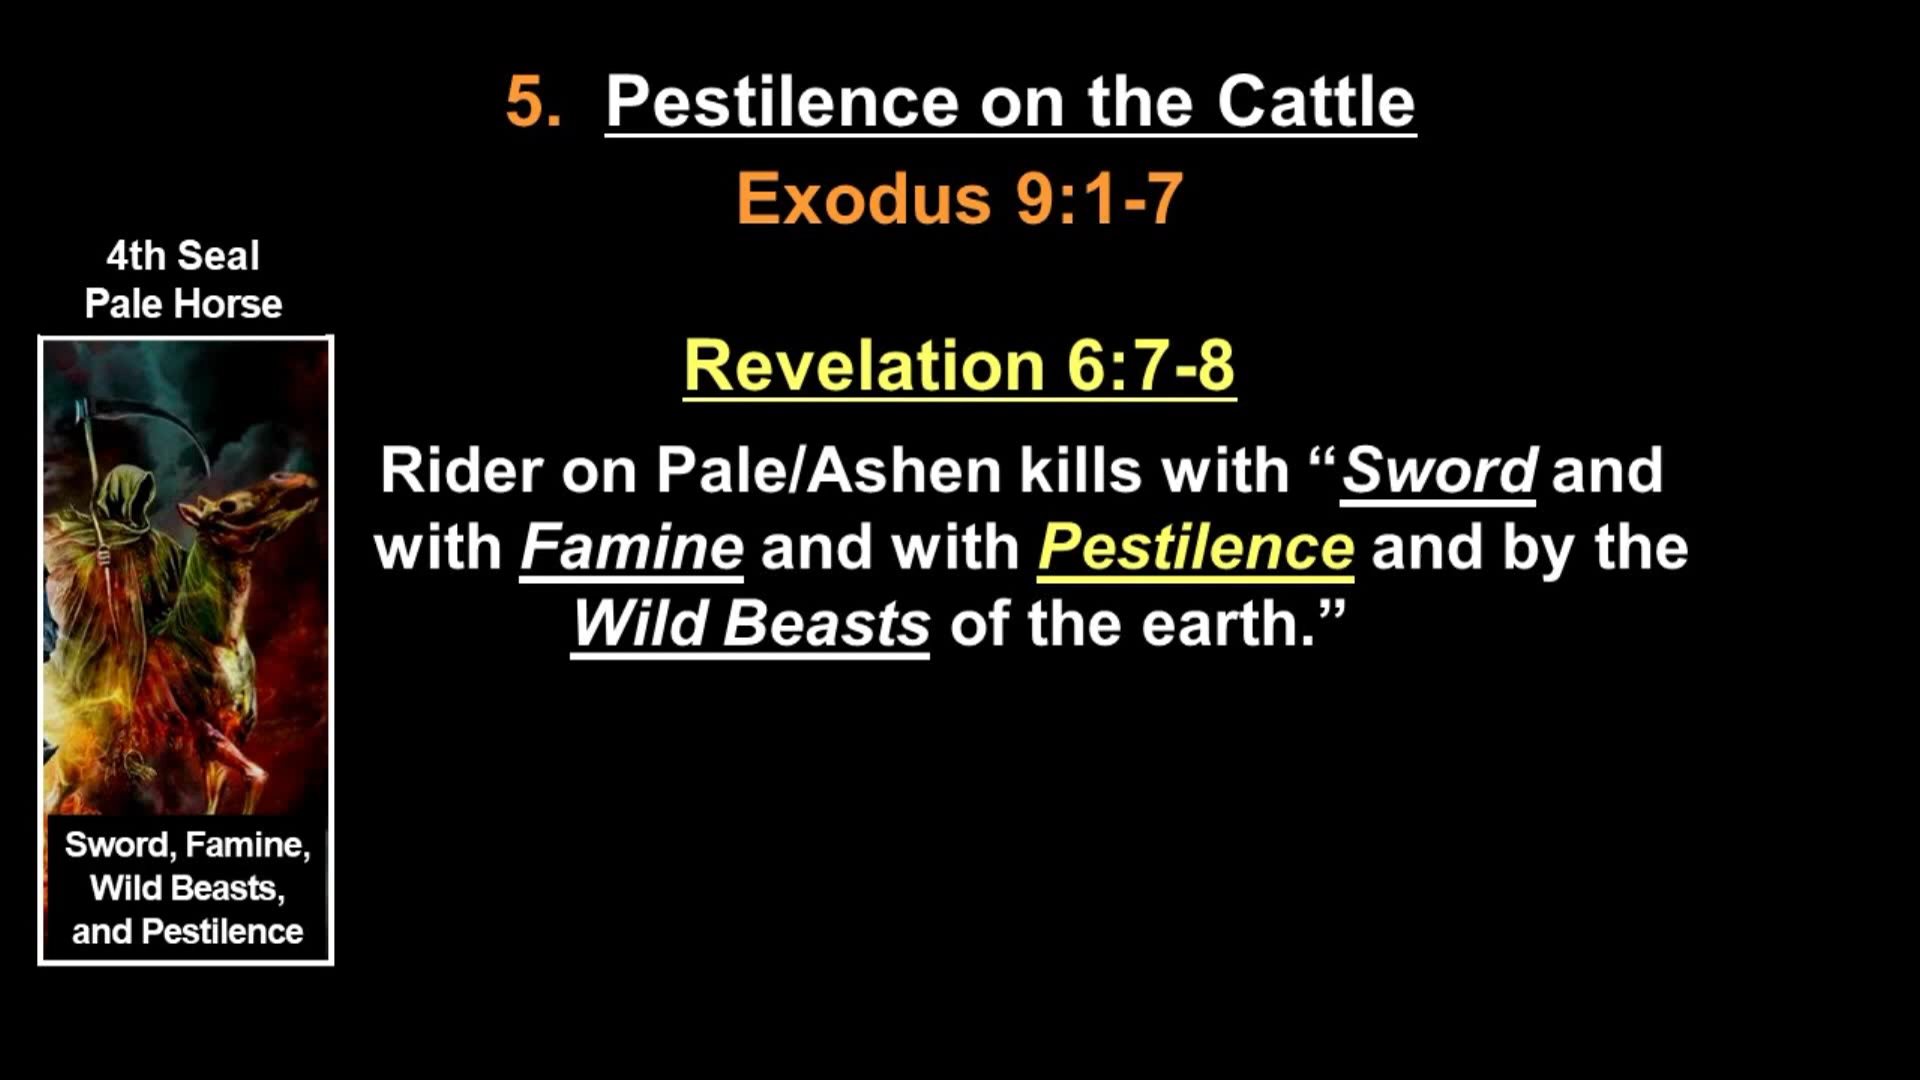 5. Pestilence on the Cattle
Exodus 9:1-7
4th Seal
Pale Horse
Revelation 6:7-8
Rider on Pale/Ashen kills with “Sword and
with Famine and with Pestilence and by the
Wild Beasts of the earth.”
Sword, Famine,
Wild Beasts,
and Pestilence